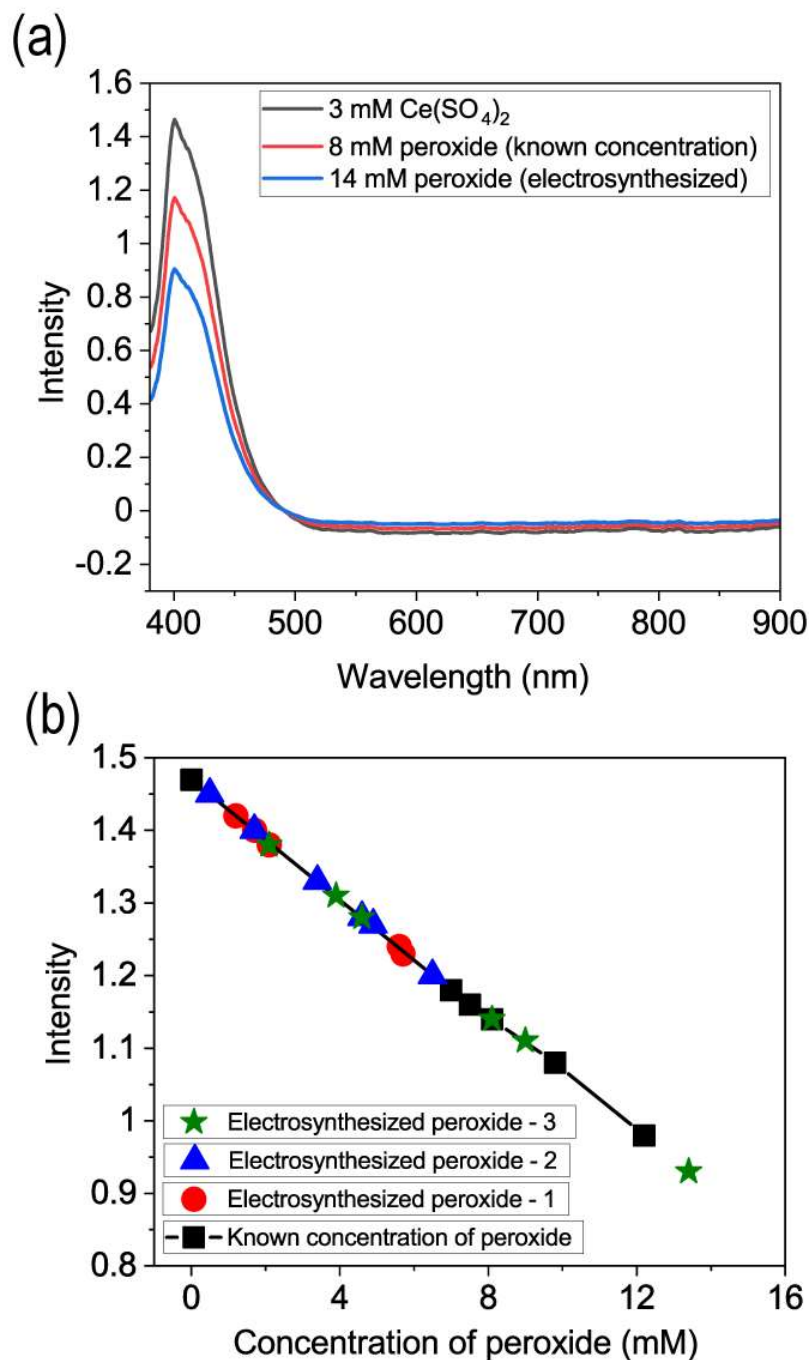 (a)
1.6
1.4
1.2
1
0.8
0.6
0.4
0.2
0
-0.2
Intensity
3 mM Ce(SO₄)₂
8 mM peroxide (known concentration)
14 mM peroxide (electrosynthesized)
400 500 600 700 800 900
Wavelength (nm)
(b)
1.5
1.4
1.3
1.2
1.1
1
0.9
0.8
Intensity
Electrosynthesized peroxide - 3
Electrosynthesized peroxide - 2
Electrosynthesized peroxide - 1
Known concentration of peroxide
0 4 8 12 16
Concentration of peroxide (mM)